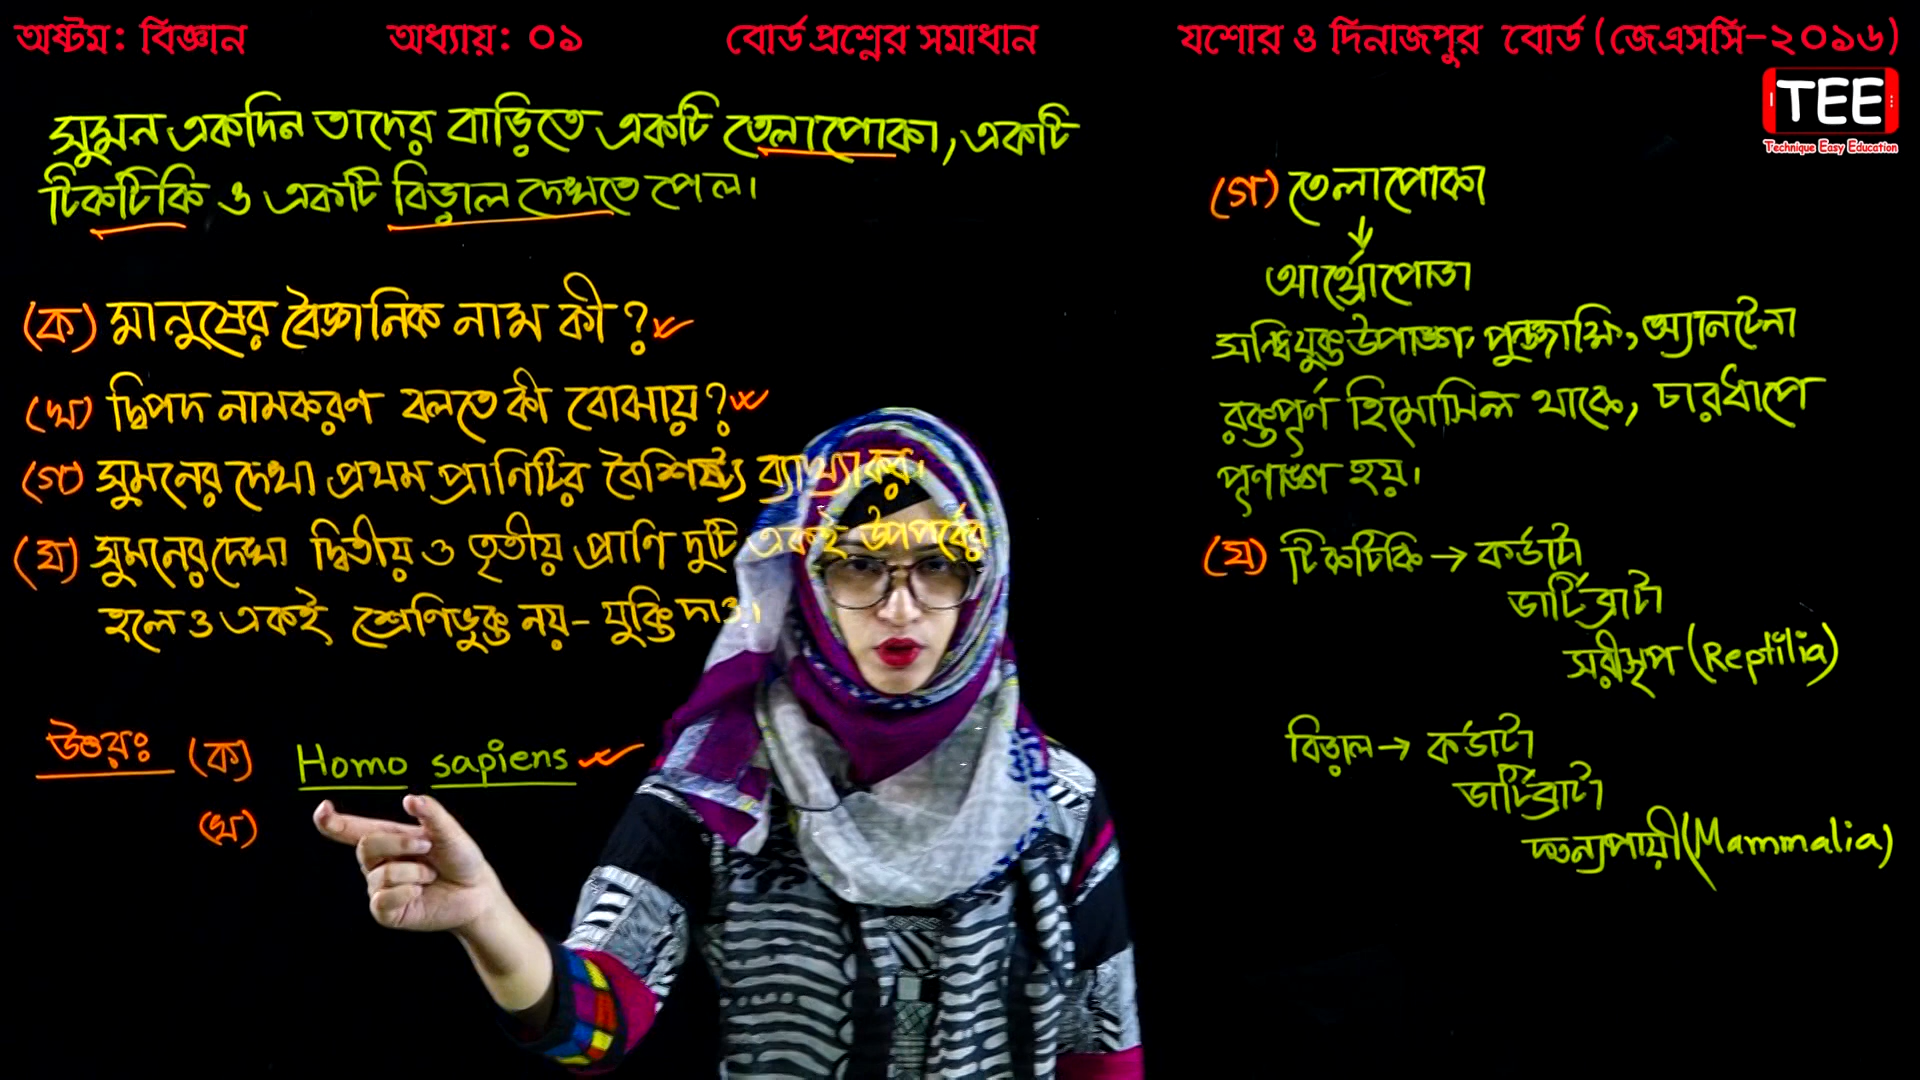 অষ্টম: বিজ্ঞান অধ্যায়: ০১ বোর্ড প্রশ্নের সমাধান যশোর ও দিনাজপুর বোর্ড (জেএসসি-২০১৬)
TEE
Technique Easy Education
সুমন একদিন তাদের বাড়িতে একটি তেলাপোকা, একটি
টিকটিকি ও একটি বিড়াল দেখতে পেল।
(ক) মানুষের বৈজ্ঞানিক নাম কী?
(খ) দ্বিপদ নামকরণ বলতে কী বোঝায়?
(গ) সুমনের দেখা প্রথম প্রাণিটির বৈশিষ্ট্য ব্যাখ্যা কর।
(ঘ) সুমনের দেখা দ্বিতীয় ও তৃতীয় প্রাণি দুটি একই উপপর্বের
হলেও একই শ্রেণিভুক্ত নয়- যুক্তি দাও।
উত্তর: (ক) Homo sapiens
(খ)
(গ) তেলাপোকা
আর্থ্রোপোডা
সন্ধিযুক্ত উপাঙ্গ, পুঞ্জাক্ষি, অ্যানটেনা
রক্তপূর্ণ হিমোসিল থাকে, চারধাপে
পূণাঙ্গ হয়।
(ঘ) টিকটিকি → কর্ডাটা
ভার্টিব্রাটা
সরীসৃপ (Reptilia)
বিড়াল → কর্ডাটা
ভার্টিব্রাটা
স্তন্যপায়ী (Mammalia)